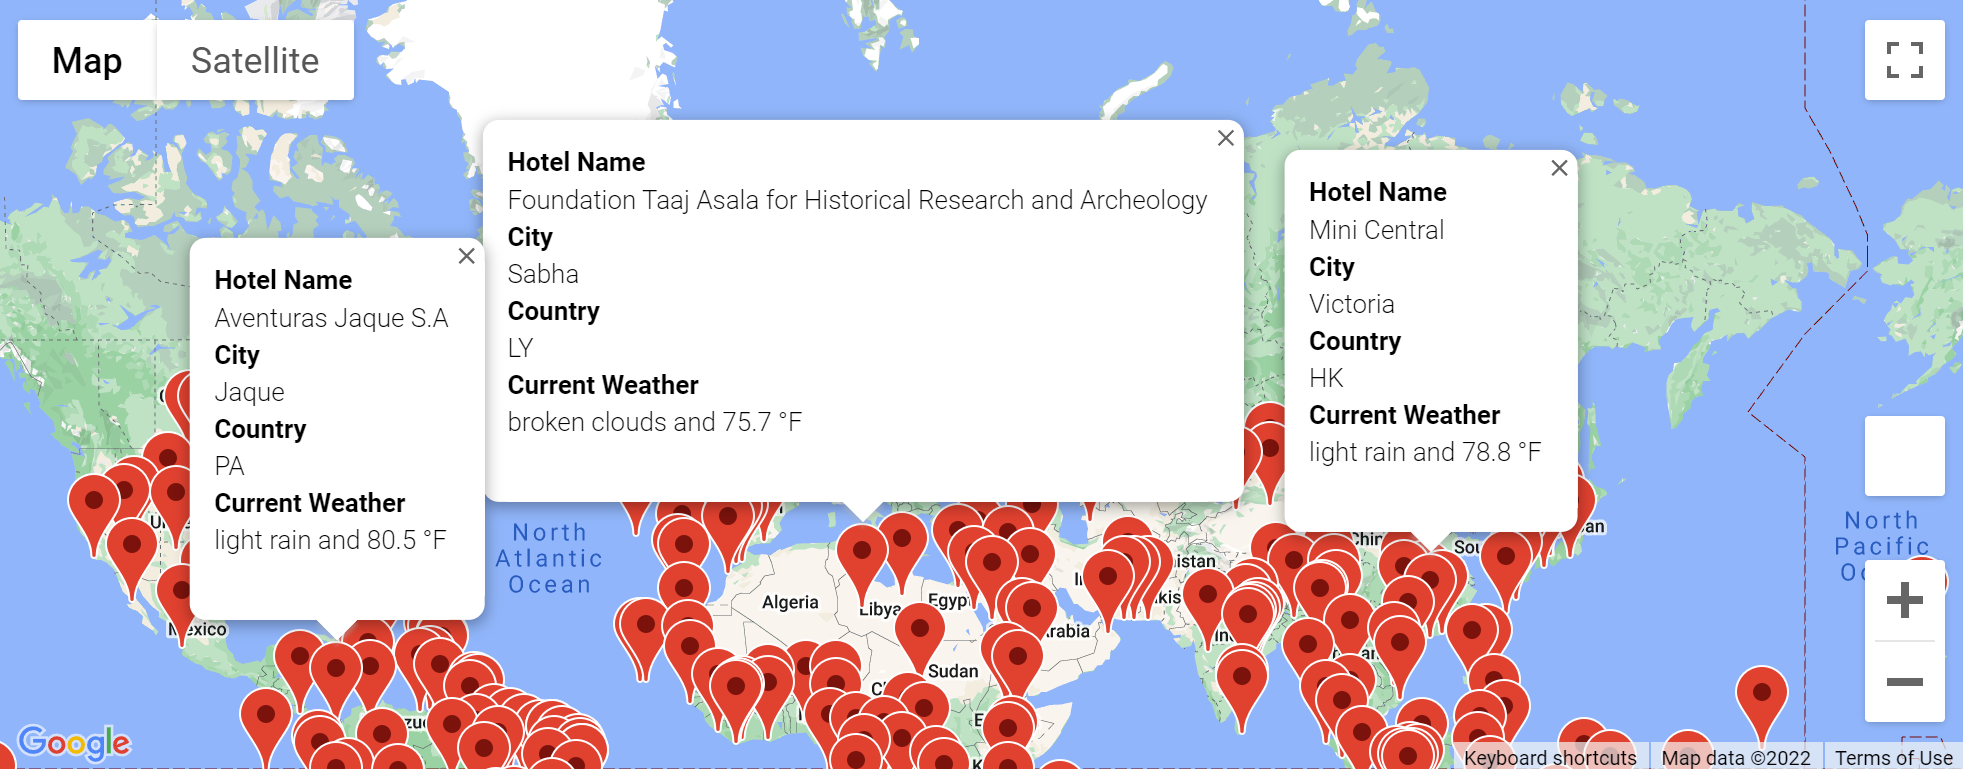 Map
Satellite
Hotel Name
Aventuras Jaque S.A
City
Jaque
Country
PA
Current Weather
light rain and 80.5 °F
Hotel Name
Foundation Taaj Asala for Historical Research and Archeology
City
Sabha
Country
LY
Current Weather
broken clouds and 75.7 °F
Hotel Name
Mini Central
City
Victoria
Country
HK
Current Weather
light rain and 78.8 °F
North
Atlantic
Ocean
North
Pacific
Mexico
Algeria
Libya
Egypt
Sudan
Google
Keyboard shortcuts
Map data ©2022
Terms of Use